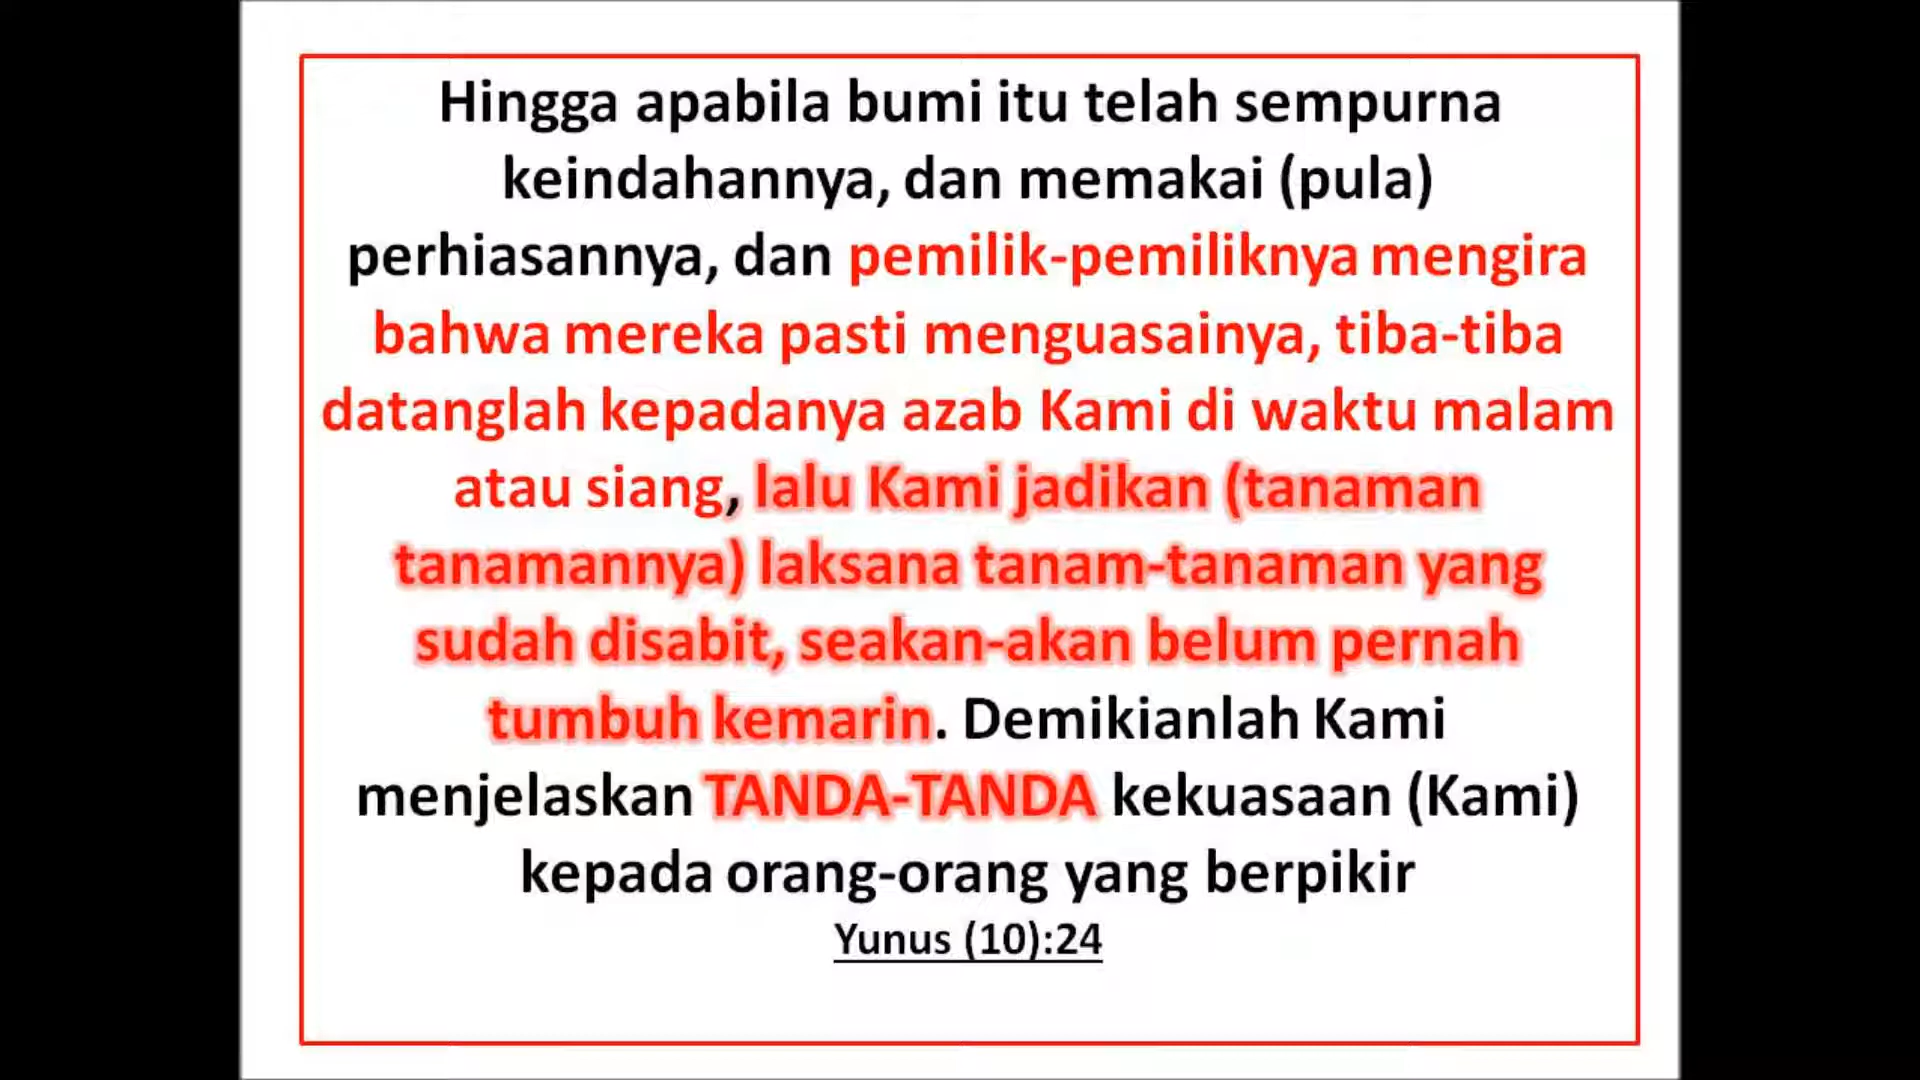 Hingga apabila bumi itu telah sempurna
keindahannya, dan memakai (pula)
perhiasannya, dan pemilik-pemiliknya mengira
bahwa mereka pasti menguasainya, tiba-tiba
datanglah kepadanya azab Kami di waktu malam
atau siang, lalu Kami jadikan (tanaman
tanamannya) laksana tanam-tanaman yang
sudah disabit, seakan-akan belum pernah
tumbuh kemarin. Demikianlah Kami
menjelaskan TANDA-TANDA kekuasaan (Kami)
kepada orang-orang yang berpikir
Yunus (10):24